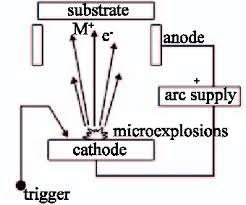 substrate
M⁺
e⁻
anode
+
arc supply
microexplosions
cathode
trigger